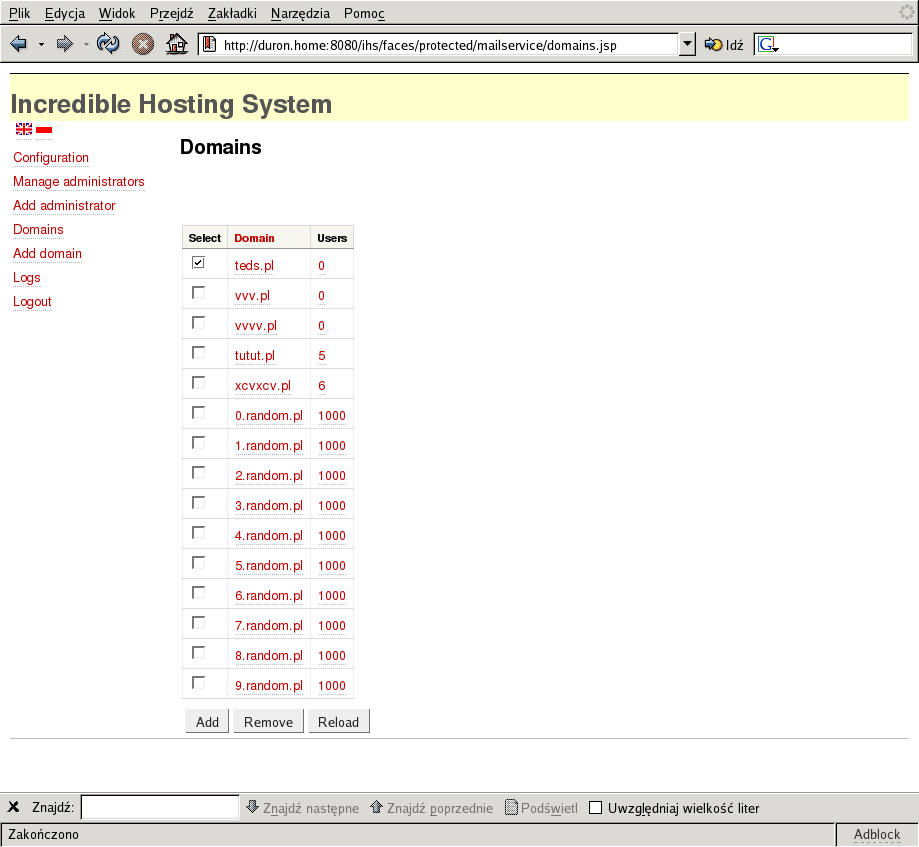 Plik Edycja Widok Przejdź Zakładki Narzędzia Pomoc
http://duron.home:8080/ihs/faces/protected/mailservice/domains.jsp Idź G
Incredible Hosting System
Configuration
Manage administrators
Add administrator
Domains
Add domain
Logs
Logout
Domains
Select Domain Users
teds.pl 0
vvv.pl 0
vvvv.pl 0
tutut.pl 5
xcvxcv.pl 6
0.random.pl 1000
1.random.pl 1000
2.random.pl 1000
3.random.pl 1000
4.random.pl 1000
5.random.pl 1000
6.random.pl 1000
7.random.pl 1000
8.random.pl 1000
9.random.pl 1000
Add Remove Reload
Znajdź: Znajdź następne Znajdź poprzednie Podświetl Uwzględniaj wielkość liter
Zakończono Adblock